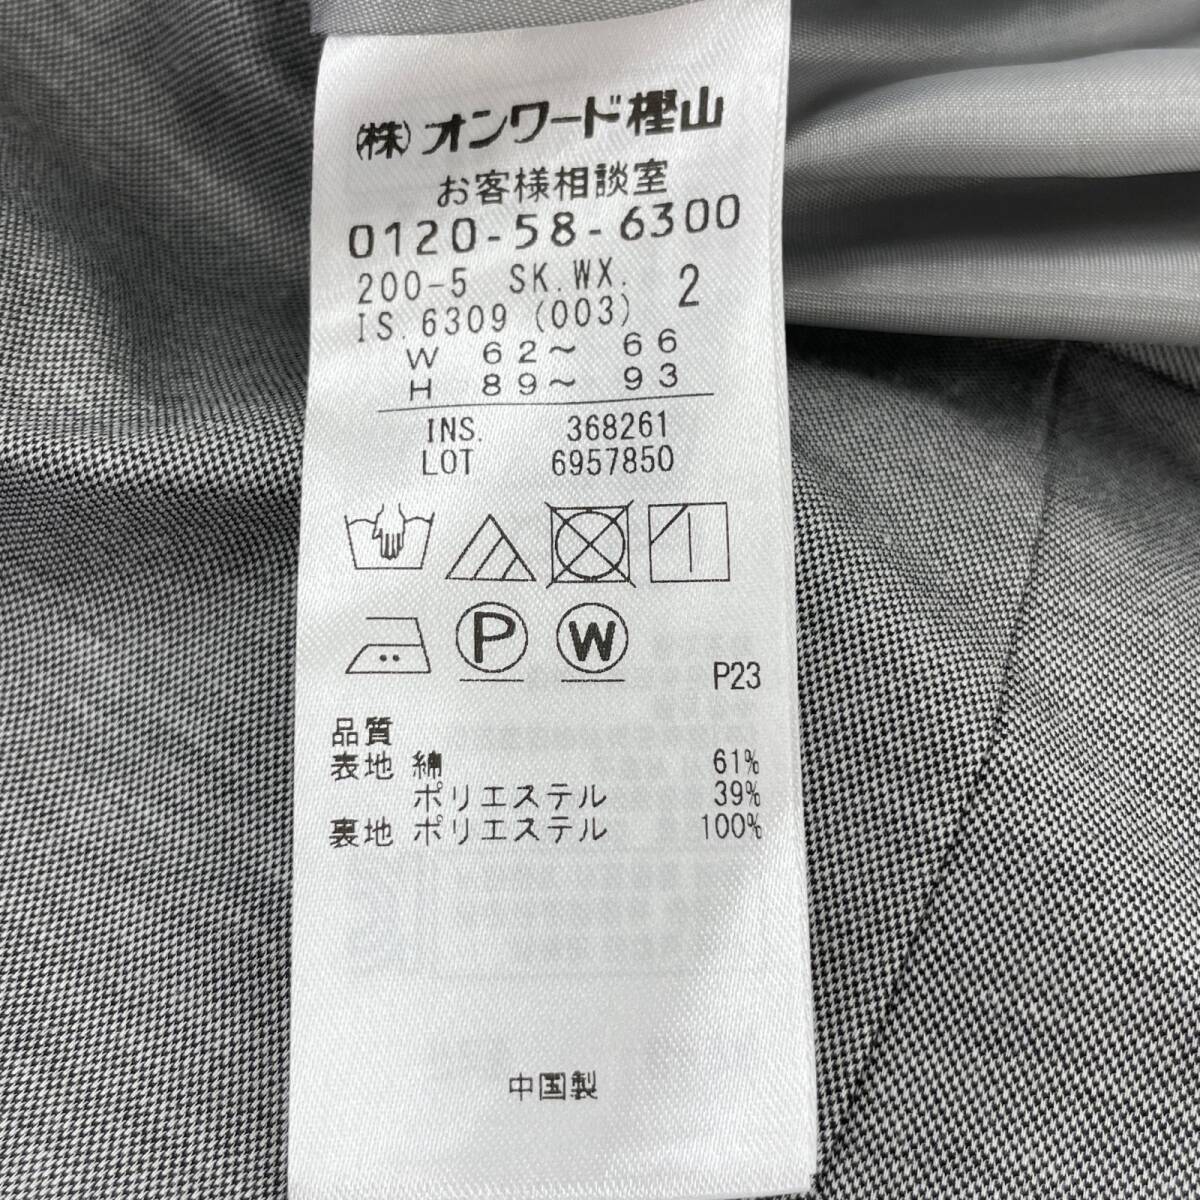 (株)オンワード樫山
お客様相談室
0120-58-6300
200-5 SK.WX. 2
IS.6309 (003)
W 62~ 66
H 89~ 93
INS. 368261
LOT 6957850
P W
P23
品質
表地 綿 61%
ポリエステル 39%
裏地 ポリエステル 100%
中国製